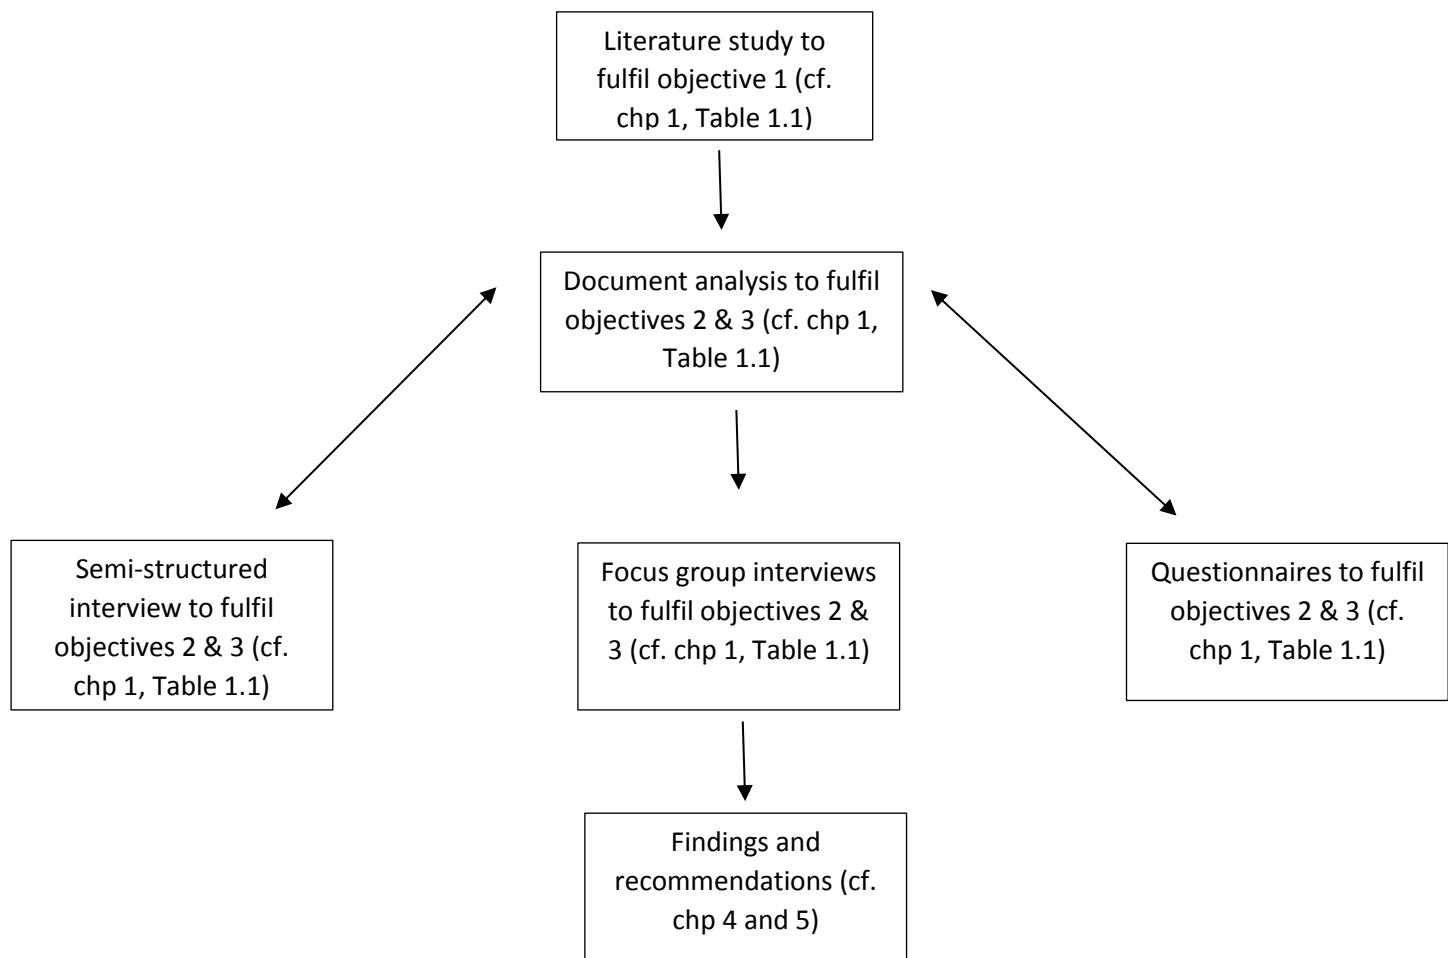 Literature study to
fulfil objective 1 (cf.
chp 1, Table 1.1)
Document analysis to fulfil
objectives 2 & 3 (cf. chp 1,
Table 1.1)
Semi-structured
interview to fulfil
objectives 2 & 3 (cf.
chp 1, Table 1.1)
Focus group interviews
to fulfil objectives 2 &
3 (cf. chp 1, Table 1.1)
Questionnaires to fulfil
objectives 2 & 3 (cf.
chp 1, Table 1.1)
Findings and
recommendations (cf.
chp 4 and 5)